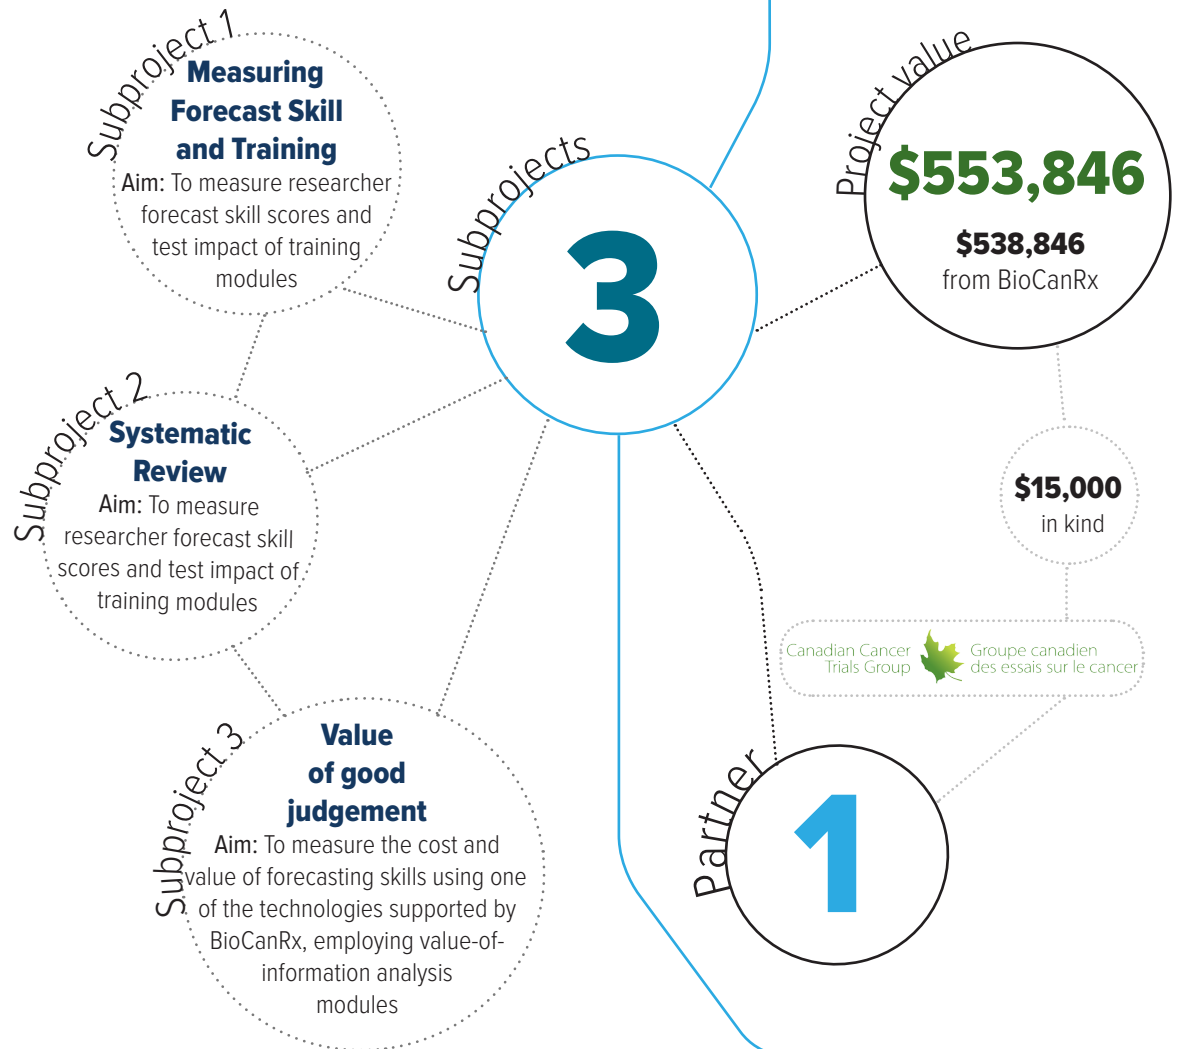 Subproject 1
Measuring
Forecast Skill
and Training
Aim: To measure researcher
forecast skill scores and
test impact of training
modules
Subprojects
3
Project value
$553,846
$538,846
from BioCanRx
Subproject 2
Systematic
Review
Aim: To measure
researcher forecast skill
scores and test impact of
training modules
$15,000
in kind
Canadian Cancer
Trials Group
Groupe canadien
des essais sur le cancer
Subproject 3
Value
of good
judgement
Aim: To measure the cost and
value of forecasting skills using one
of the technologies supported by
BioCanRx, employing value-of-
information analysis
modules
Partner
1